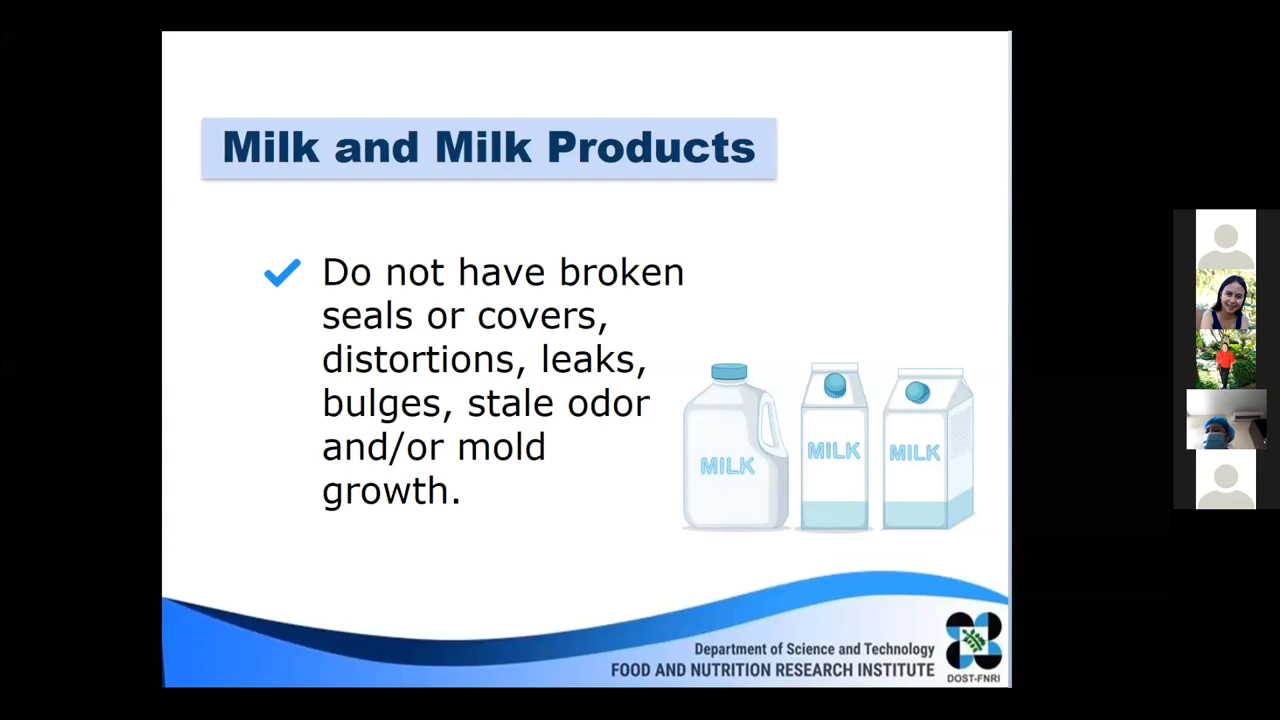 Milk and Milk Products
Do not have broken
seals or covers,
distortions, leaks,
bulges, stale odor
and/or mold
growth.
MILK
MILK
MILK
Department of Science and Technology
FOOD AND NUTRITION RESEARCH INSTITUTE
DOST-FNRI